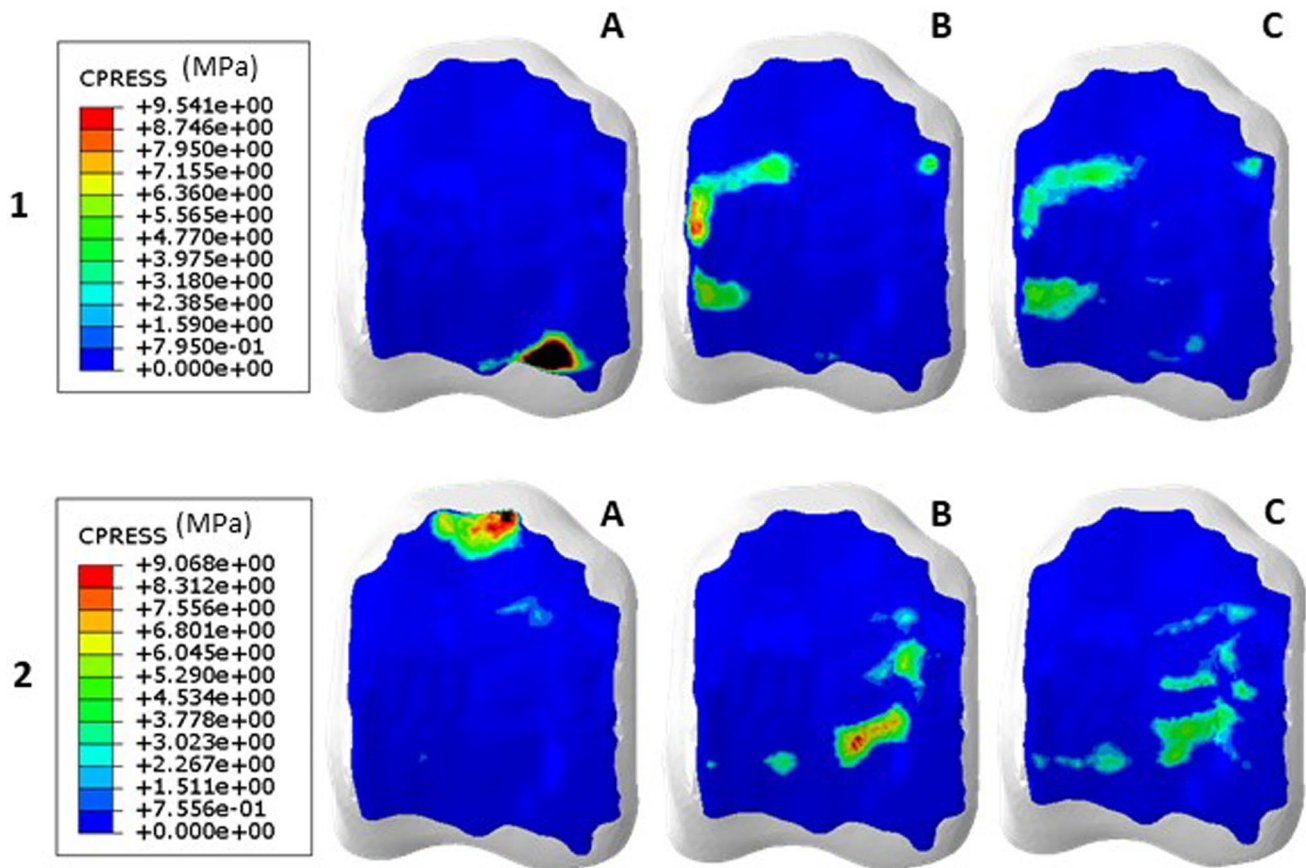 A B C
1
CPRESS (MPa)
+9.541e+00
+8.746e+00
+7.950e+00
+7.155e+00
+6.360e+00
+5.565e+00
+4.770e+00
+3.975e+00
+3.180e+00
+2.385e+00
+1.590e+00
+7.950e-01
+0.000e+00
A B C
2
CPRESS (MPa)
+9.068e+00
+8.312e+00
+7.556e+00
+6.801e+00
+6.045e+00
+5.290e+00
+4.534e+00
+3.778e+00
+3.023e+00
+2.267e+00
+1.511e+00
+7.556e-01
+0.000e+00